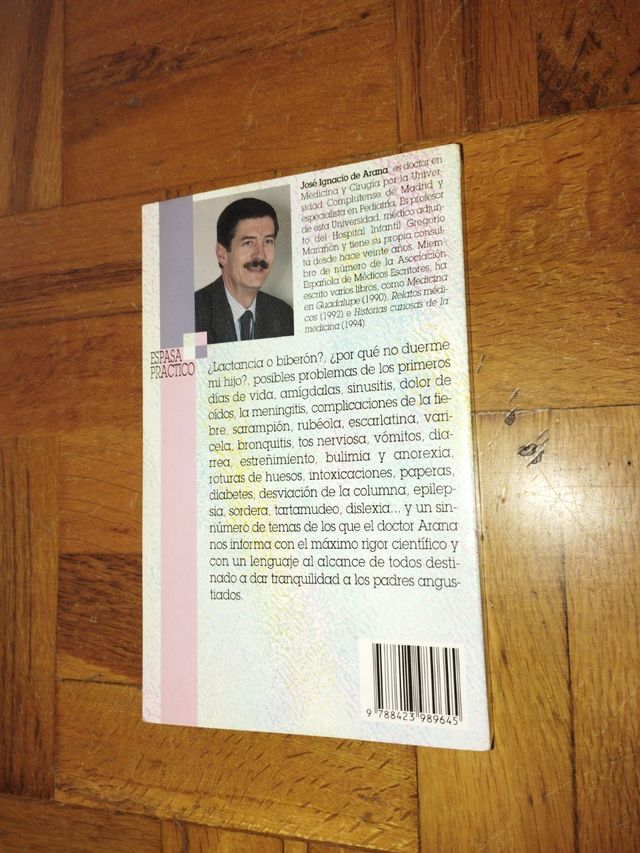 José Ignacio de Arana, es doctor en
Medicina y Cirugía por la Univer-
sidad Complutense de Madrid y
especialista en Pediatría. Es profesor
de esta Universidad, médico adjun-
to del Hospital Infantil Gregorio
Marañón y tiene su propia consul-
ta desde hace veinte años. Miem-
bro de número de la Asociación
Española de Médicos Escritores, ha
escrito varios libros, como Medicina
en Guadalupe (1990), Relatos médi-
cos (1992) e Historias curiosas de la
medicina (1994)
ESPASA
PRÁCTICO
¿Lactancia o biberón?, ¿por qué no duerme
mi hijo?, posibles problemas de los primeros
días de vida, amígdalas, sinusitis, dolor de
oídos, la meningitis, complicaciones de la fie-
bre, sarampión, rubéola, escarlatina, vari-
cela, bronquitis, tos nerviosa, vómitos, dia-
rrea, estreñimiento, bulimia y anorexia,
roturas de huesos, intoxicaciones, paperas,
diabetes, desviación de la columna, epilep-
sia, sordera, tartamudeo, dislexia... y un sin-
número de temas de los que el doctor Arana
nos informa con el máximo rigor científico y
con un lenguaje al alcance de todos desti-
nado a dar tranquilidad a los padres angus-
tiados.
9 788423 989645